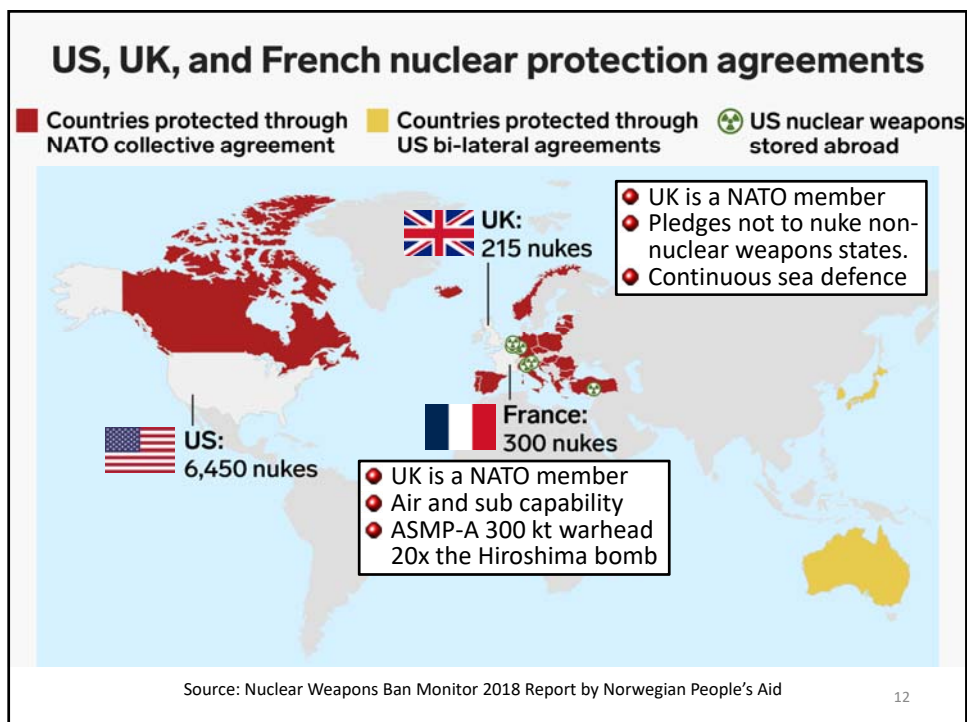 US, UK, and French nuclear protection agreements
Countries protected through
NATO collective agreement
Countries protected through
US bi-lateral agreements
US nuclear weapons
stored abroad
UK is a NATO member
Pledges not to nuke non-
nuclear weapons states.
Continuous sea defence
UK:
215 nukes
US:
6,450 nukes
France:
300 nukes
UK is a NATO member
Air and sub capability
ASMP-A 300 kt warhead
20x the Hiroshima bomb
Source: Nuclear Weapons Ban Monitor 2018 Report by Norwegian People's Aid
12